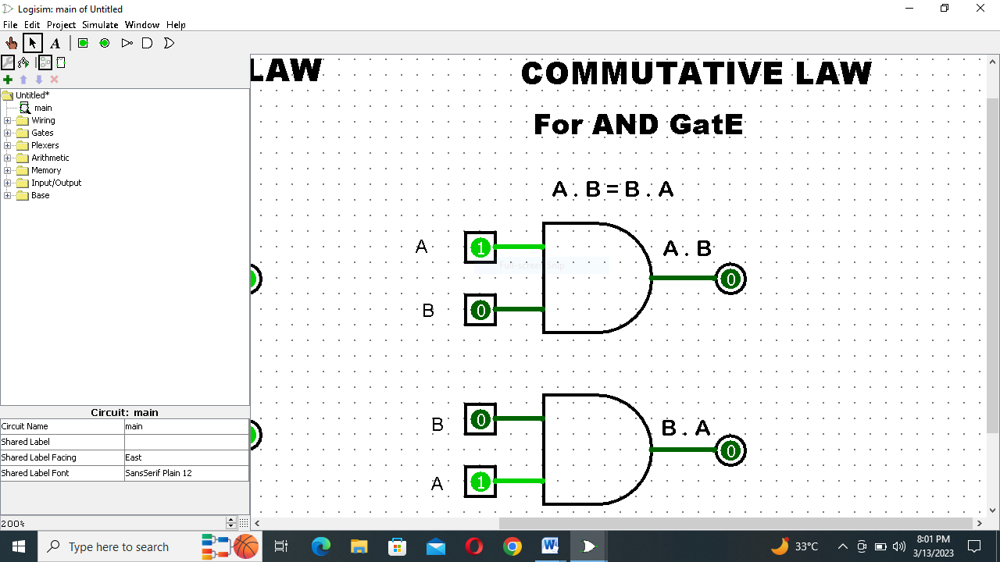 Logisim: main of Untitled
File Edit Project Simulate Window Help
A
Untitled*
main
Wiring
Gates
Plexers
Arithmetic
Memory
Input/Output
Base
Circuit: main
Circuit Name main
Shared Label
Shared Label Facing East
Shared Label Font SansSerif Plain 12
200%
LAW
COMMUTATIVE LAW
For AND GatE
A . B = B . A
A 1
Full-screen Snip
A . B
0
B 0
B 0
B . A
0
A 1
Type here to search
W
33°C
8:01 PM
3/13/2023